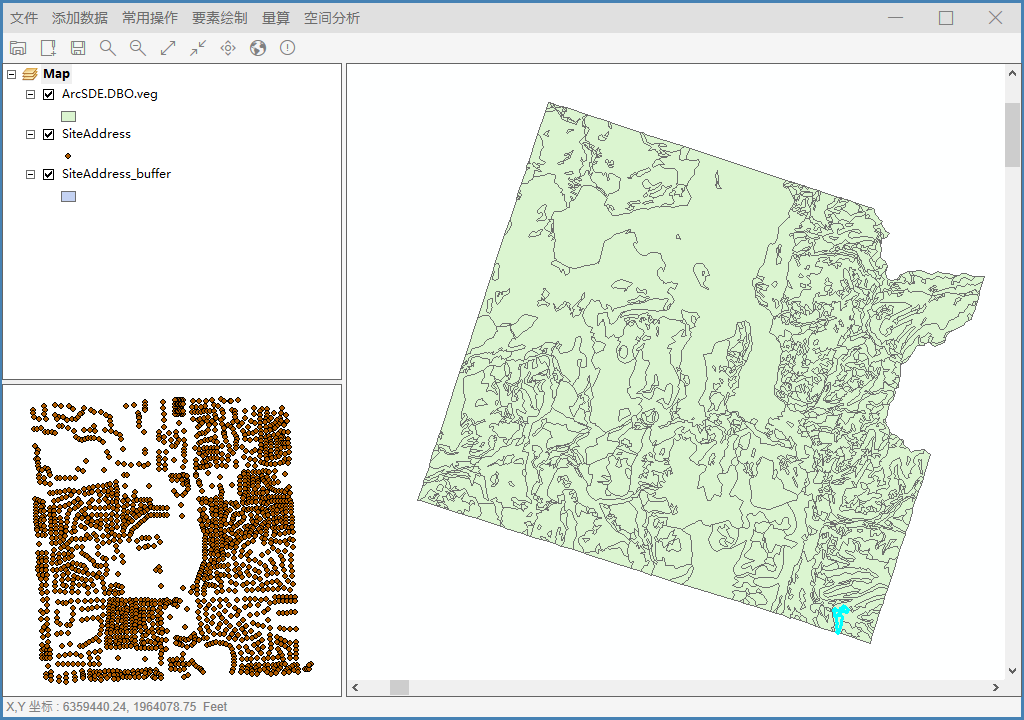 文件 添加数据 常用操作 要素绘制 量算 空间分析
Map
ArcSDE.DBO.veg
SiteAddress
SiteAddress_buffer
X,Y 坐标 : 6359440.24, 1964078.75 Feet